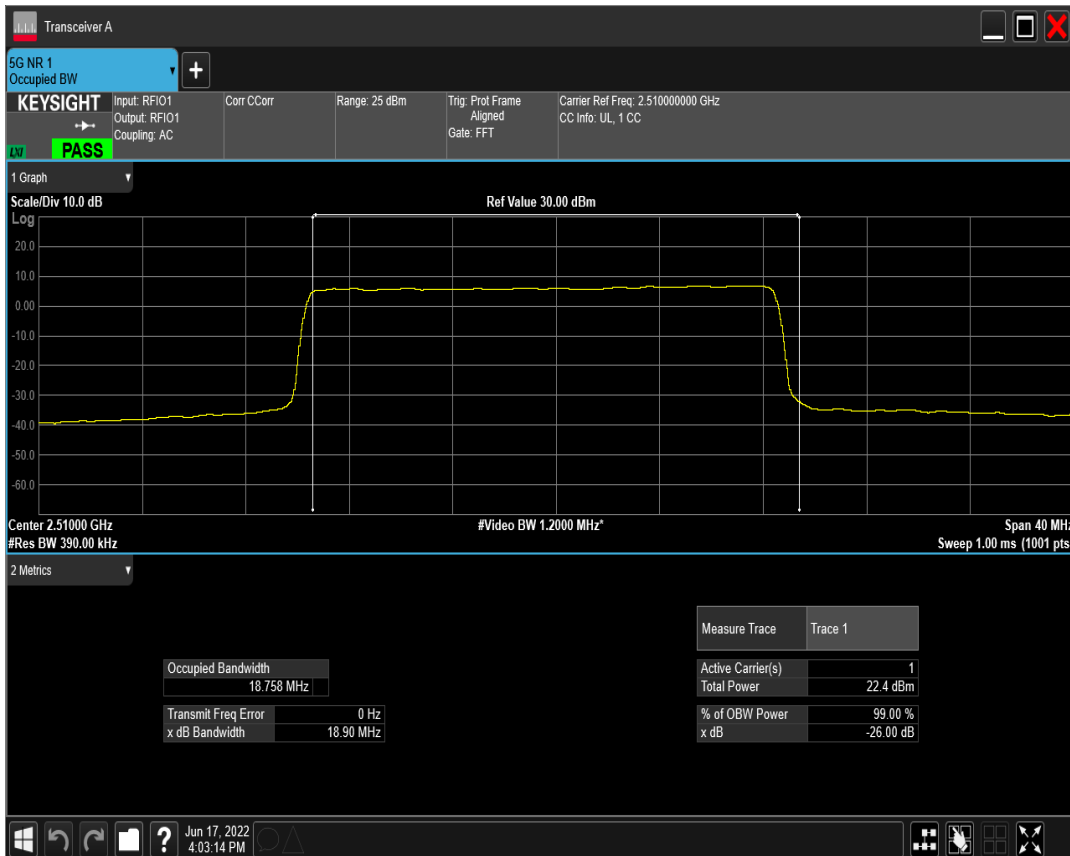 Transceiver A
5G NR 1
Occupied BW
+
KEYSIGHT
LXI
PASS
Input: RFIO1
Output: RFIO1
Coupling: AC
Corr CCorr
Range: 25 dBm
Trig: Prot Frame
Aligned
Gate: FFT
Carrier Ref Freq: 2.510000000 GHz
CC Info: UL, 1 CC
1 Graph
Scale/Div 10.0 dB
Ref Value 30.00 dBm
Log
20.0
10.0
0.00
-10.0
-20.0
-30.0
-40.0
-50.0
-60.0
Center 2.51000 GHz
#Video BW 1.2000 MHz*
Span 40 MHz
#Res BW 390.00 kHz
Sweep 1.00 ms (1001 pts
2 Metrics
Measure Trace Trace 1
Occupied Bandwidth
18.758 MHz
Active Carrier(s) 1
Total Power 22.4 dBm
Transmit Freq Error 0 Hz
x dB Bandwidth 18.90 MHz
% of OBW Power 99.00 %
x dB -26.00 dB
?
Jun 17, 2022
4:03:14 PM